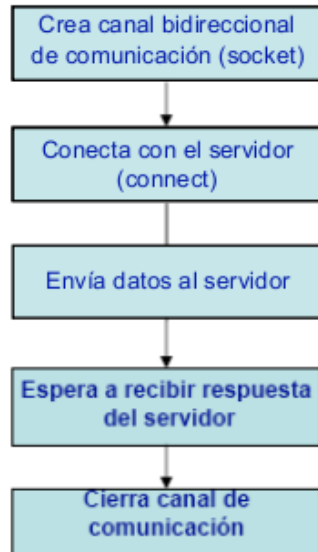 Crea canal bidireccional
de comunicación (socket)
Conecta con el servidor
(connect)
Envía datos al servidor
Espera a recibir respuesta
del servidor
Cierra canal de
comunicación